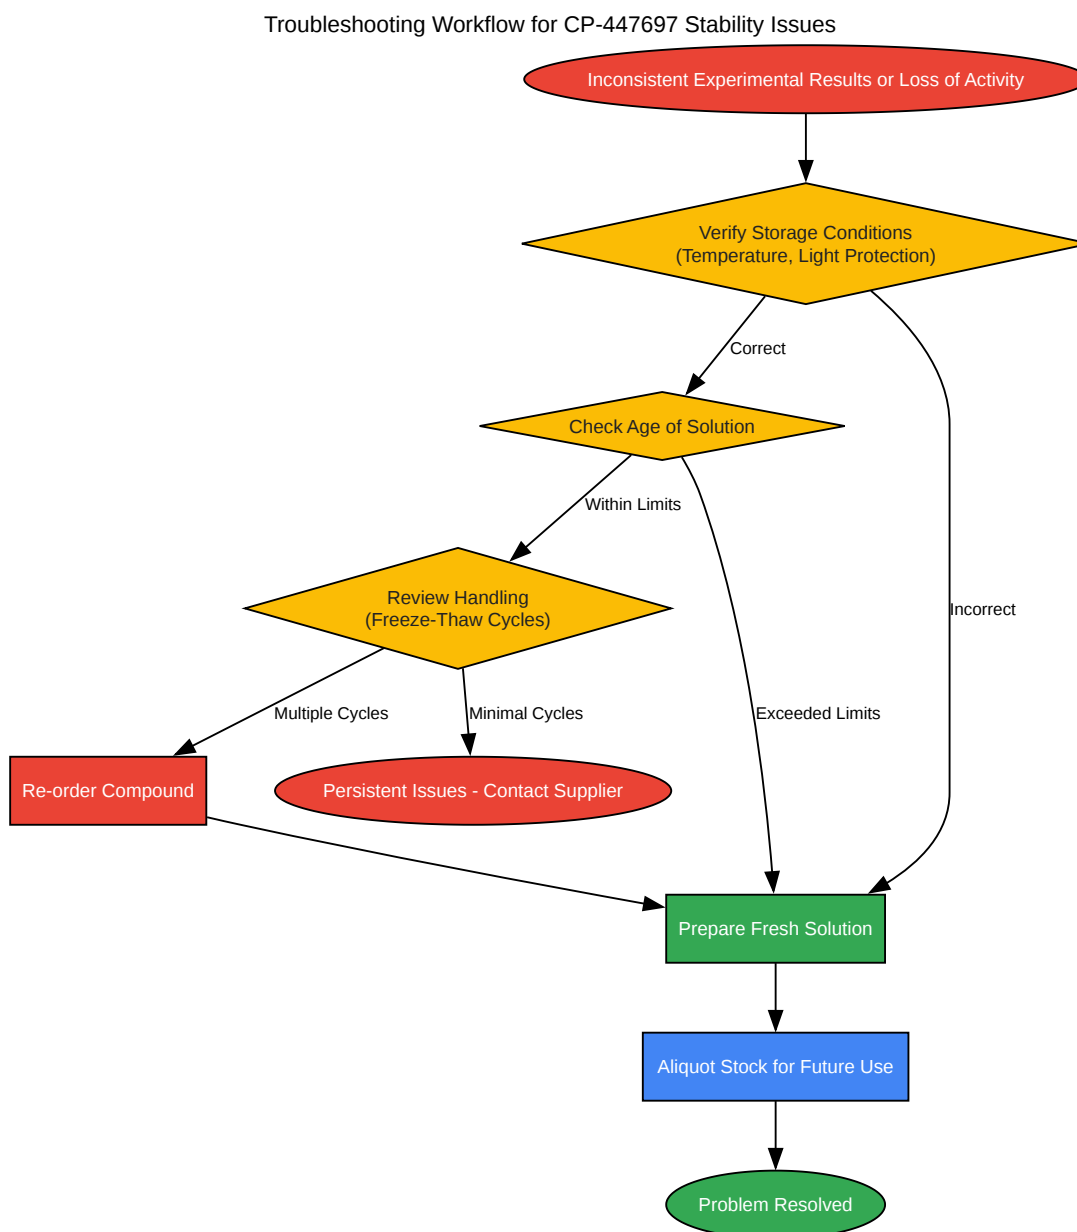 Troubleshooting Workflow for CP-447697 Stability Issues
Inconsistent Experimental Results or Loss of Activity
Verify Storage Conditions
(Temperature, Light Protection)
Correct
Check Age of Solution
Within Limits
Review Handling
(Freeze-Thaw Cycles)
Incorrect
Multiple Cycles
Minimal Cycles
Exceeded Limits
Re-order Compound
Persistent Issues - Contact Supplier
Prepare Fresh Solution
Aliquot Stock for Future Use
Problem Resolved